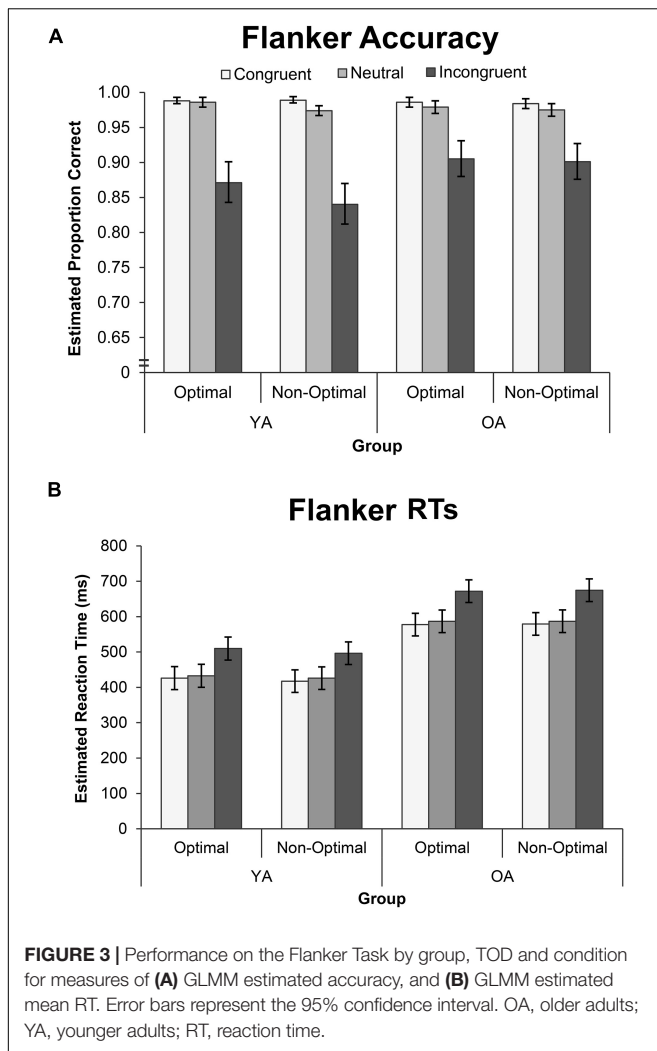 A
Flanker Accuracy
Congruent Neutral Incongruent
Estimated Proportion Correct
1.00
0.95
0.90
0.85
0.80
0.75
0.70
0.65
0
Optimal Non-Optimal Optimal Non-Optimal
YA OA
Group
B
Flanker RTs
Estimated Reaction Time (ms)
800
700
600
500
400
300
200
100
0
Optimal Non-Optimal Optimal Non-Optimal
YA OA
Group
FIGURE 3 | Performance on the Flanker Task by group, TOD and condition
for measures of (A) GLMM estimated accuracy, and (B) GLMM estimated
mean RT. Error bars represent the 95% confidence interval. OA, older adults;
YA, younger adults; RT, reaction time.